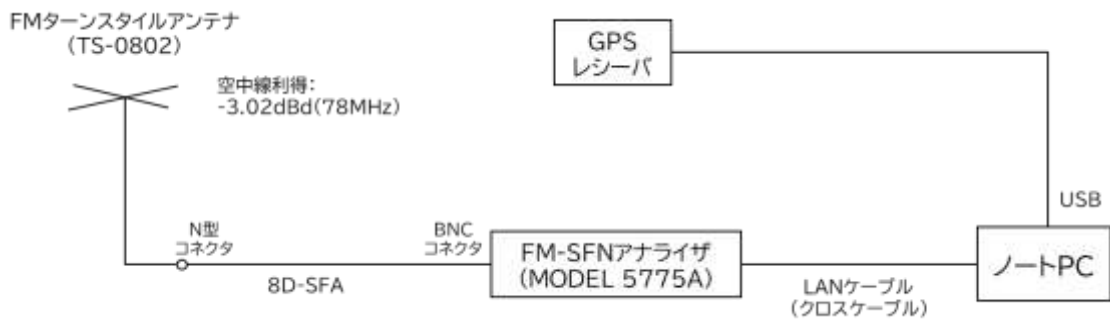 FMターンスタイルアンテナ
(TS-0802)
空中線利得:
-3.02dBd(78MHz)
GPS
レシーバ
USB
N型
コネクタ
BNC
コネクタ
8D-SFA
FM-SFNアナライザ
(MODEL 5775A)
LANケーブル
(クロスケーブル)
ノートPC